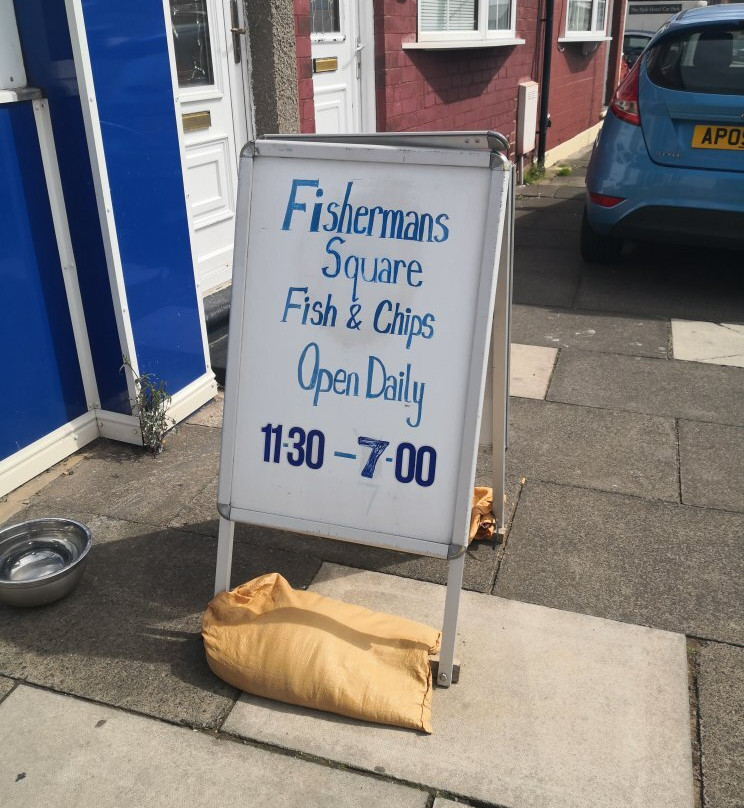 Fishermans
Square
Fish & Chips
Open Daily
11-30 - 7-00